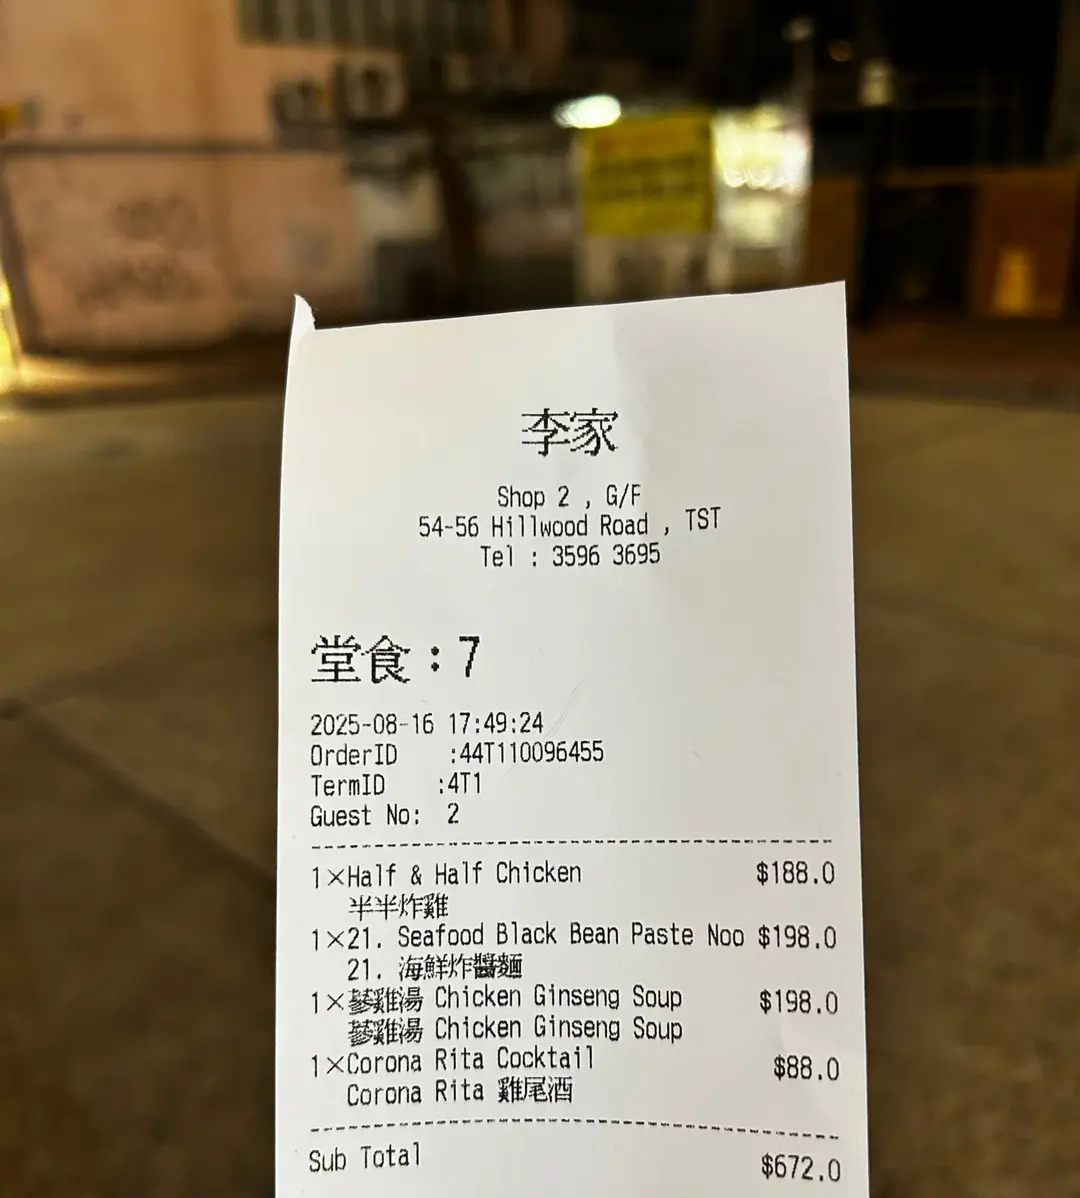 李家
Shop 2 , G/F
54-56 Hillwood Road , TST
Tel : 3596 3695
堂食：7
2025-08-16 17:49:24
OrderID :44T110096455
TermID :4T1
Guest No: 2
1×Half & Half Chicken $188.0
半半炸雞
1×21. Seafood Black Bean Paste Noo $198.0
21. 海鮮炸醬麵
1×蔘雞湯 Chicken Ginseng Soup $198.0
蔘雞湯 Chicken Ginseng Soup
1×Corona Rita Cocktail $88.0
Corona Rita 雞尾酒
Sub Total $672.0